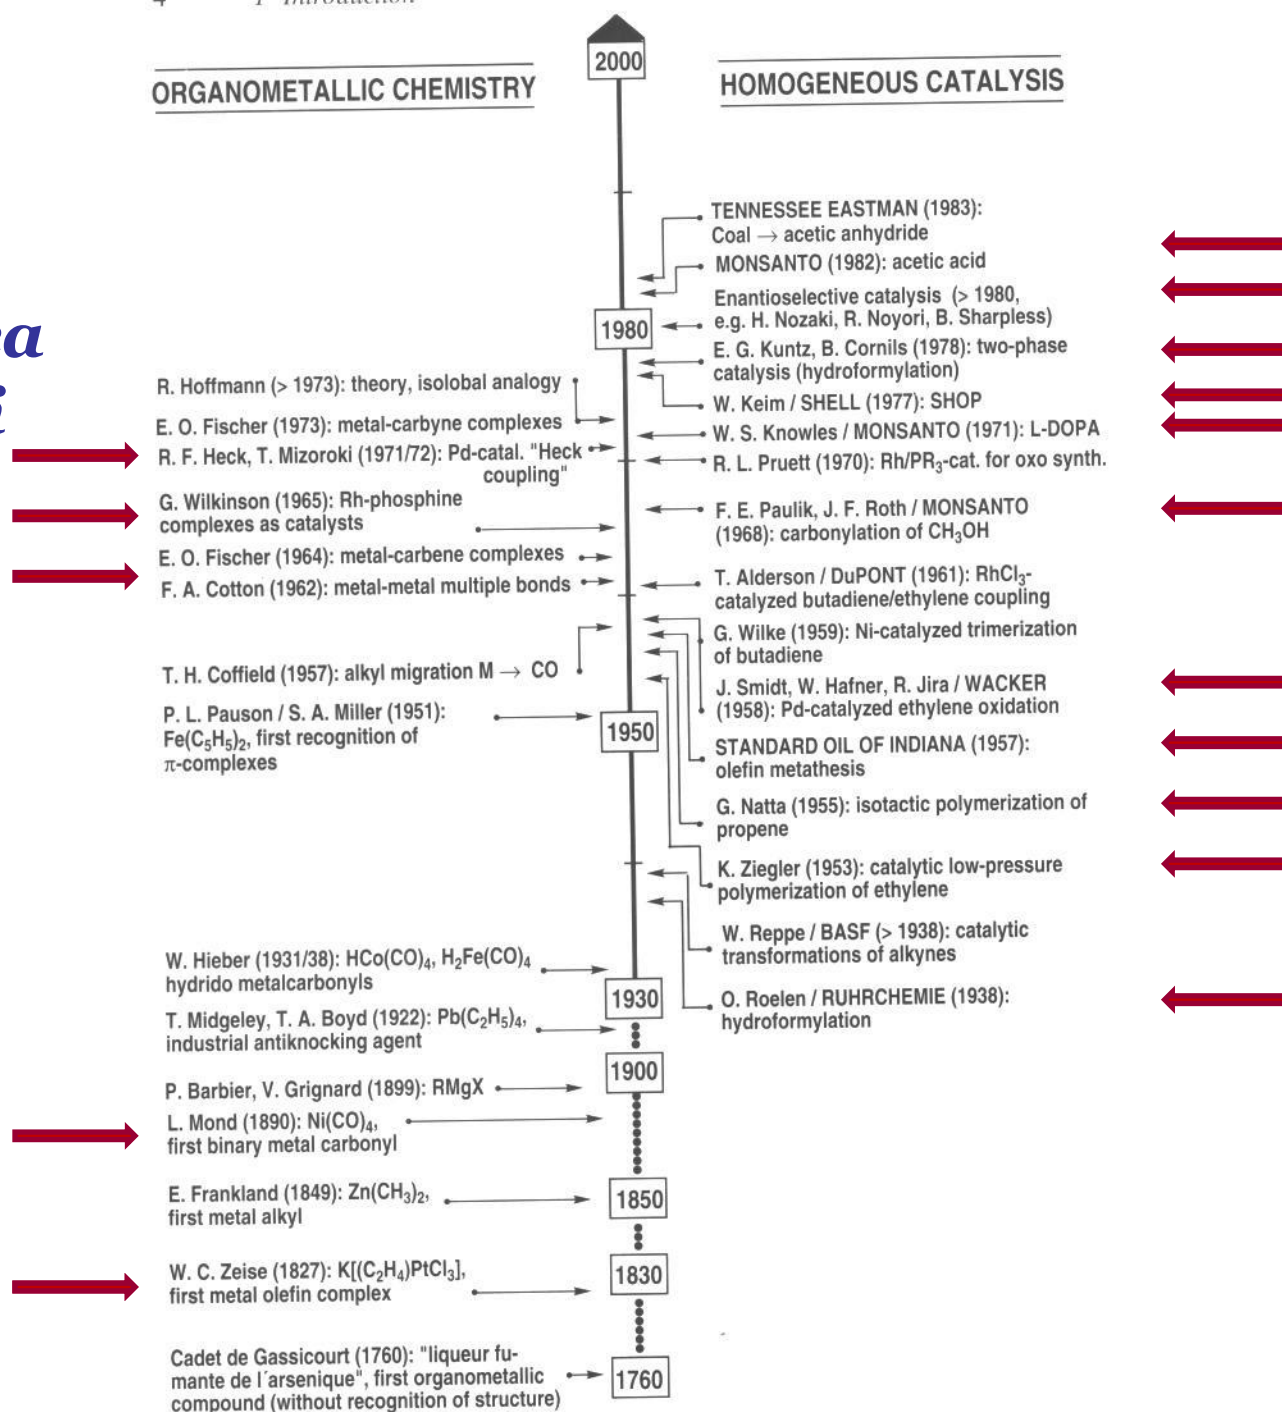 4
1 Introduction
2000
ORGANOMETALLIC CHEMISTRY
HOMOGENEOUS CATALYSIS
TENNESSEE EASTMAN (1983):
Coal → acetic anhydride
MONSANTO (1982): acetic acid
Enantioselective catalysis (> 1980,
e.g. H. Nozaki, R. Noyori, B. Sharpless)
1980
E. G. Kuntz, B. Cornils (1978): two-phase
catalysis (hydroformylation)
W. Keim / SHELL (1977): SHOP
W. S. Knowles / MONSANTO (1971): L-DOPA
R. L. Pruett (1970): Rh/PR₃-cat. for oxo synth.
F. E. Paulik, J. F. Roth / MONSANTO
(1968): carbonylation of CH₃OH
T. Alderson / DuPONT (1961): RhCl₃-
catalyzed butadiene/ethylene coupling
G. Wilke (1959): Ni-catalyzed trimerization
of butadiene
J. Smidt, W. Hafner, R. Jira / WACKER
(1958): Pd-catalyzed ethylene oxidation
STANDARD OIL OF INDIANA (1957):
olefin metathesis
G. Natta (1955): isotactic polymerization of
propene
K. Ziegler (1953): catalytic low-pressure
polymerization of ethylene
W. Reppe / BASF (> 1938): catalytic
transformations of alkynes
O. Roelen / RUHRCHEMIE (1938):
hydroformylation
R. Hoffmann (> 1973): theory, isolobal analogy
E. O. Fischer (1973): metal-carbyne complexes
R. F. Heck, T. Mizoroki (1971/72): Pd-catal. "Heck
coupling"
G. Wilkinson (1965): Rh-phosphine
complexes as catalysts
E. O. Fischer (1964): metal-carbene complexes
F. A. Cotton (1962): metal-metal multiple bonds
T. H. Coffield (1957): alkyl migration M → CO
P. L. Pauson / S. A. Miller (1951):
Fe(C₅H₅)₂, first recognition of
π-complexes
1950
W. Hieber (1931/38): HCo(CO)₄, H₂Fe(CO)₄
hydrido metalcarbonyls
1930
T. Midgeley, T. A. Boyd (1922): Pb(C₂H₅)₄,
industrial antiknocking agent
1900
P. Barbier, V. Grignard (1899): RMgX
L. Mond (1890): Ni(CO)₄,
first binary metal carbonyl
E. Frankland (1849): Zn(CH₃)₂,
first metal alkyl
1850
W. C. Zeise (1827): K[(C₂H₄)PtCl₃],
first metal olefin complex
1830
Cadet de Gassicourt (1760): "liqueur fu-
mante de l´arsenique", first organometallic
compound (without recognition of structure)
1760